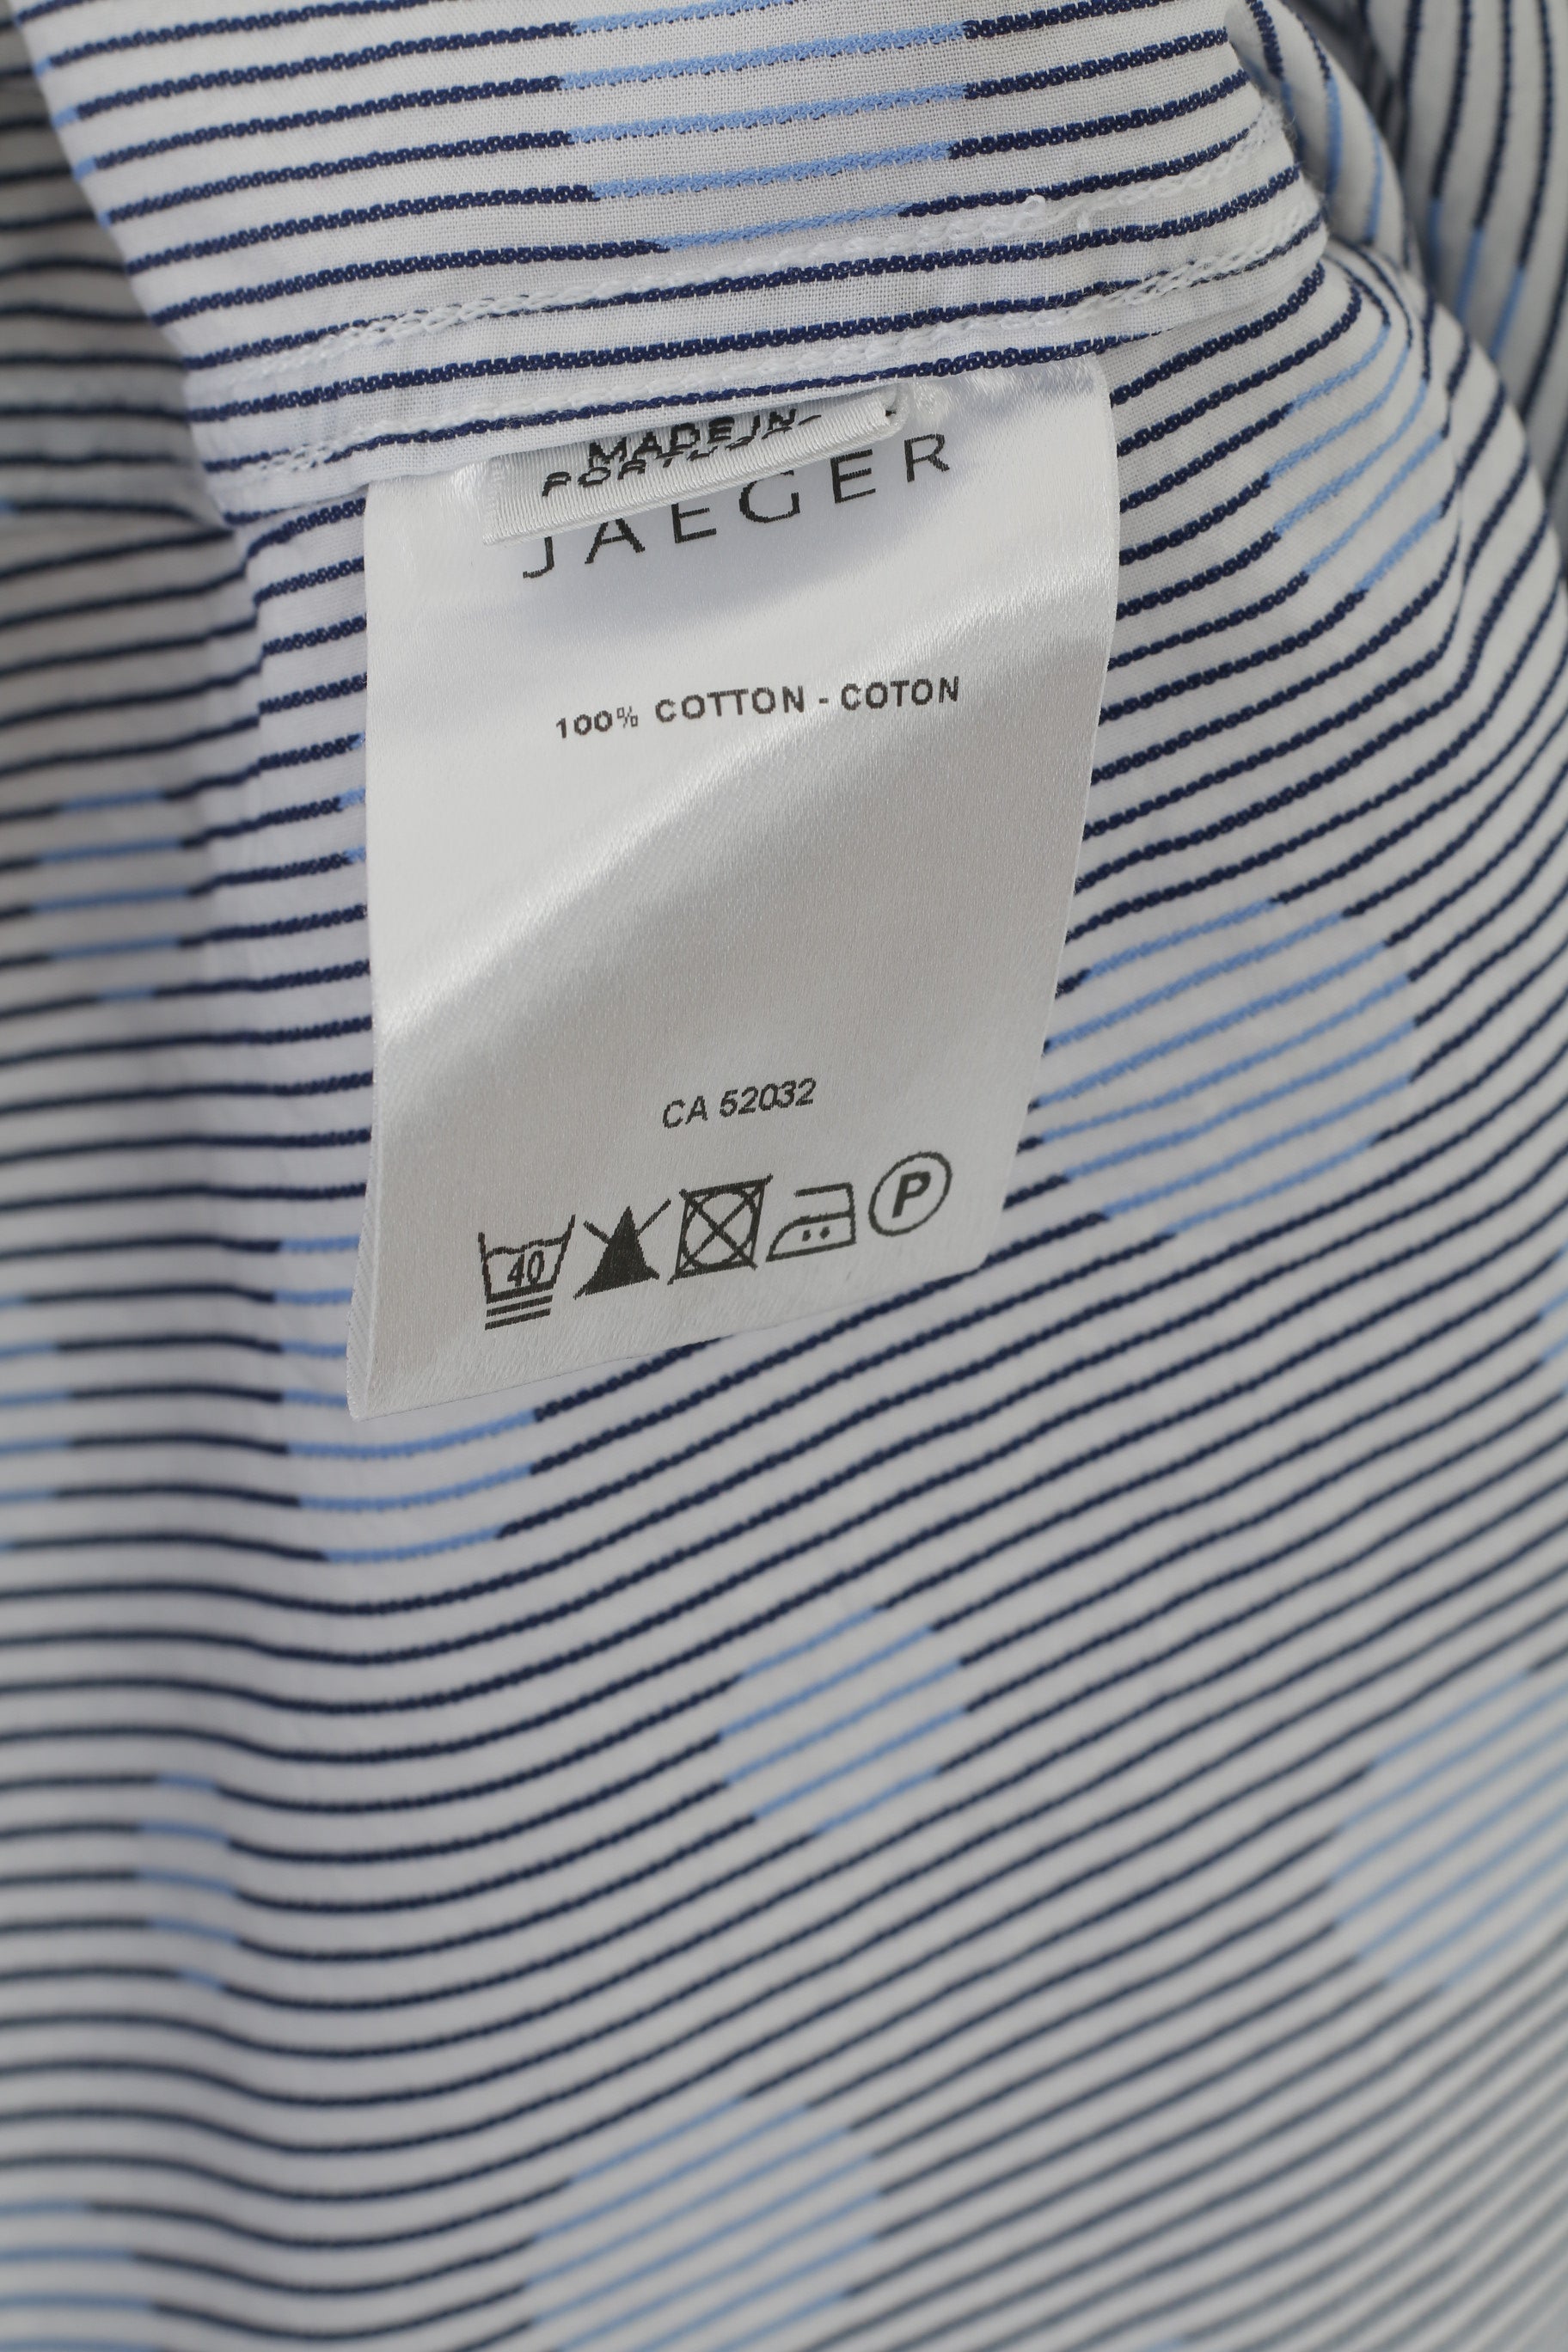 MADE IN
JAEGER
100% COTTON - COTON
CA 52032
40
P